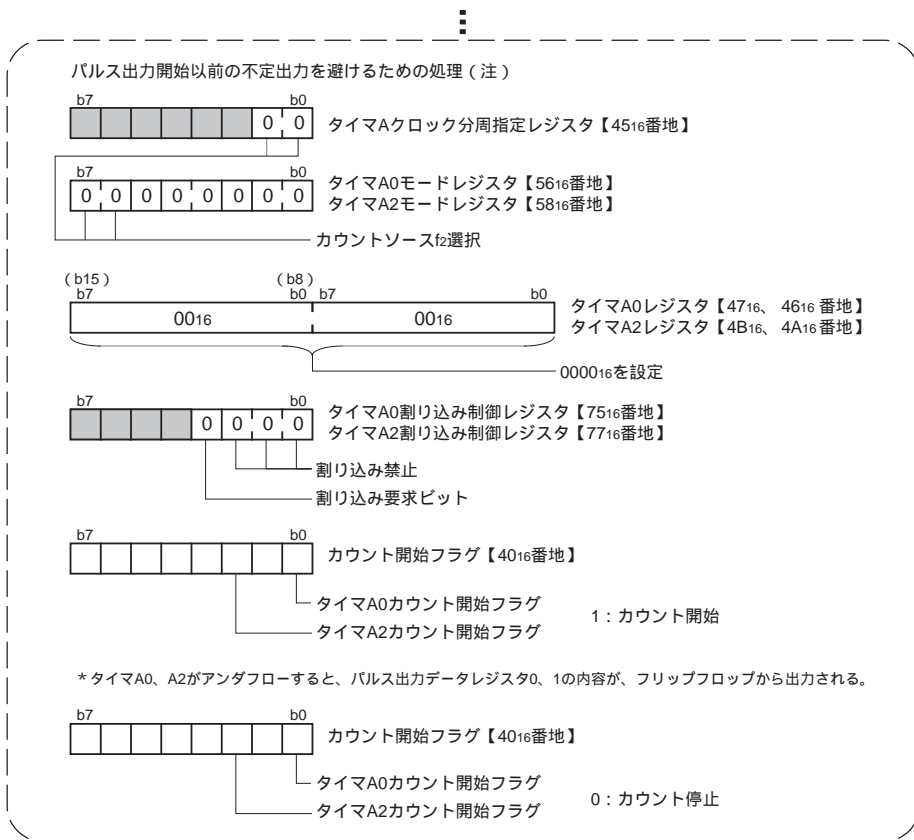 パルス出力開始以前の不定出力を避けるための処理（注）
b7 b0
0 0 タイマAクロック分周指定レジスタ【4516番地】
b7 b0
0 0 0 0 0 0 0 0 タイマA0モードレジスタ【5616番地】
タイマA2モードレジスタ【5816番地】
カウントソースf2選択
（b15） （b8）
b7 b0 b7 b0
0016 0016 タイマA0レジスタ【4716、 4616 番地】
タイマA2レジスタ【4B16、 4A16 番地】
000016を設定
b7 b0
0 0 0 0 タイマA0割り込み制御レジスタ【7516番地】
タイマA2割り込み制御レジスタ【7716番地】
割り込み禁止
割り込み要求ビット
b7 b0
カウント開始フラグ【4016番地】
タイマA0カウント開始フラグ
1：カウント開始
タイマA2カウント開始フラグ
＊タイマA0、A2がアンダフローすると、パルス出力データレジスタ0、1の内容が、フリップフロップから出力される。
b7 b0
カウント開始フラグ【4016番地】
タイマA0カウント開始フラグ
0：カウント停止
タイマA2カウント開始フラグ